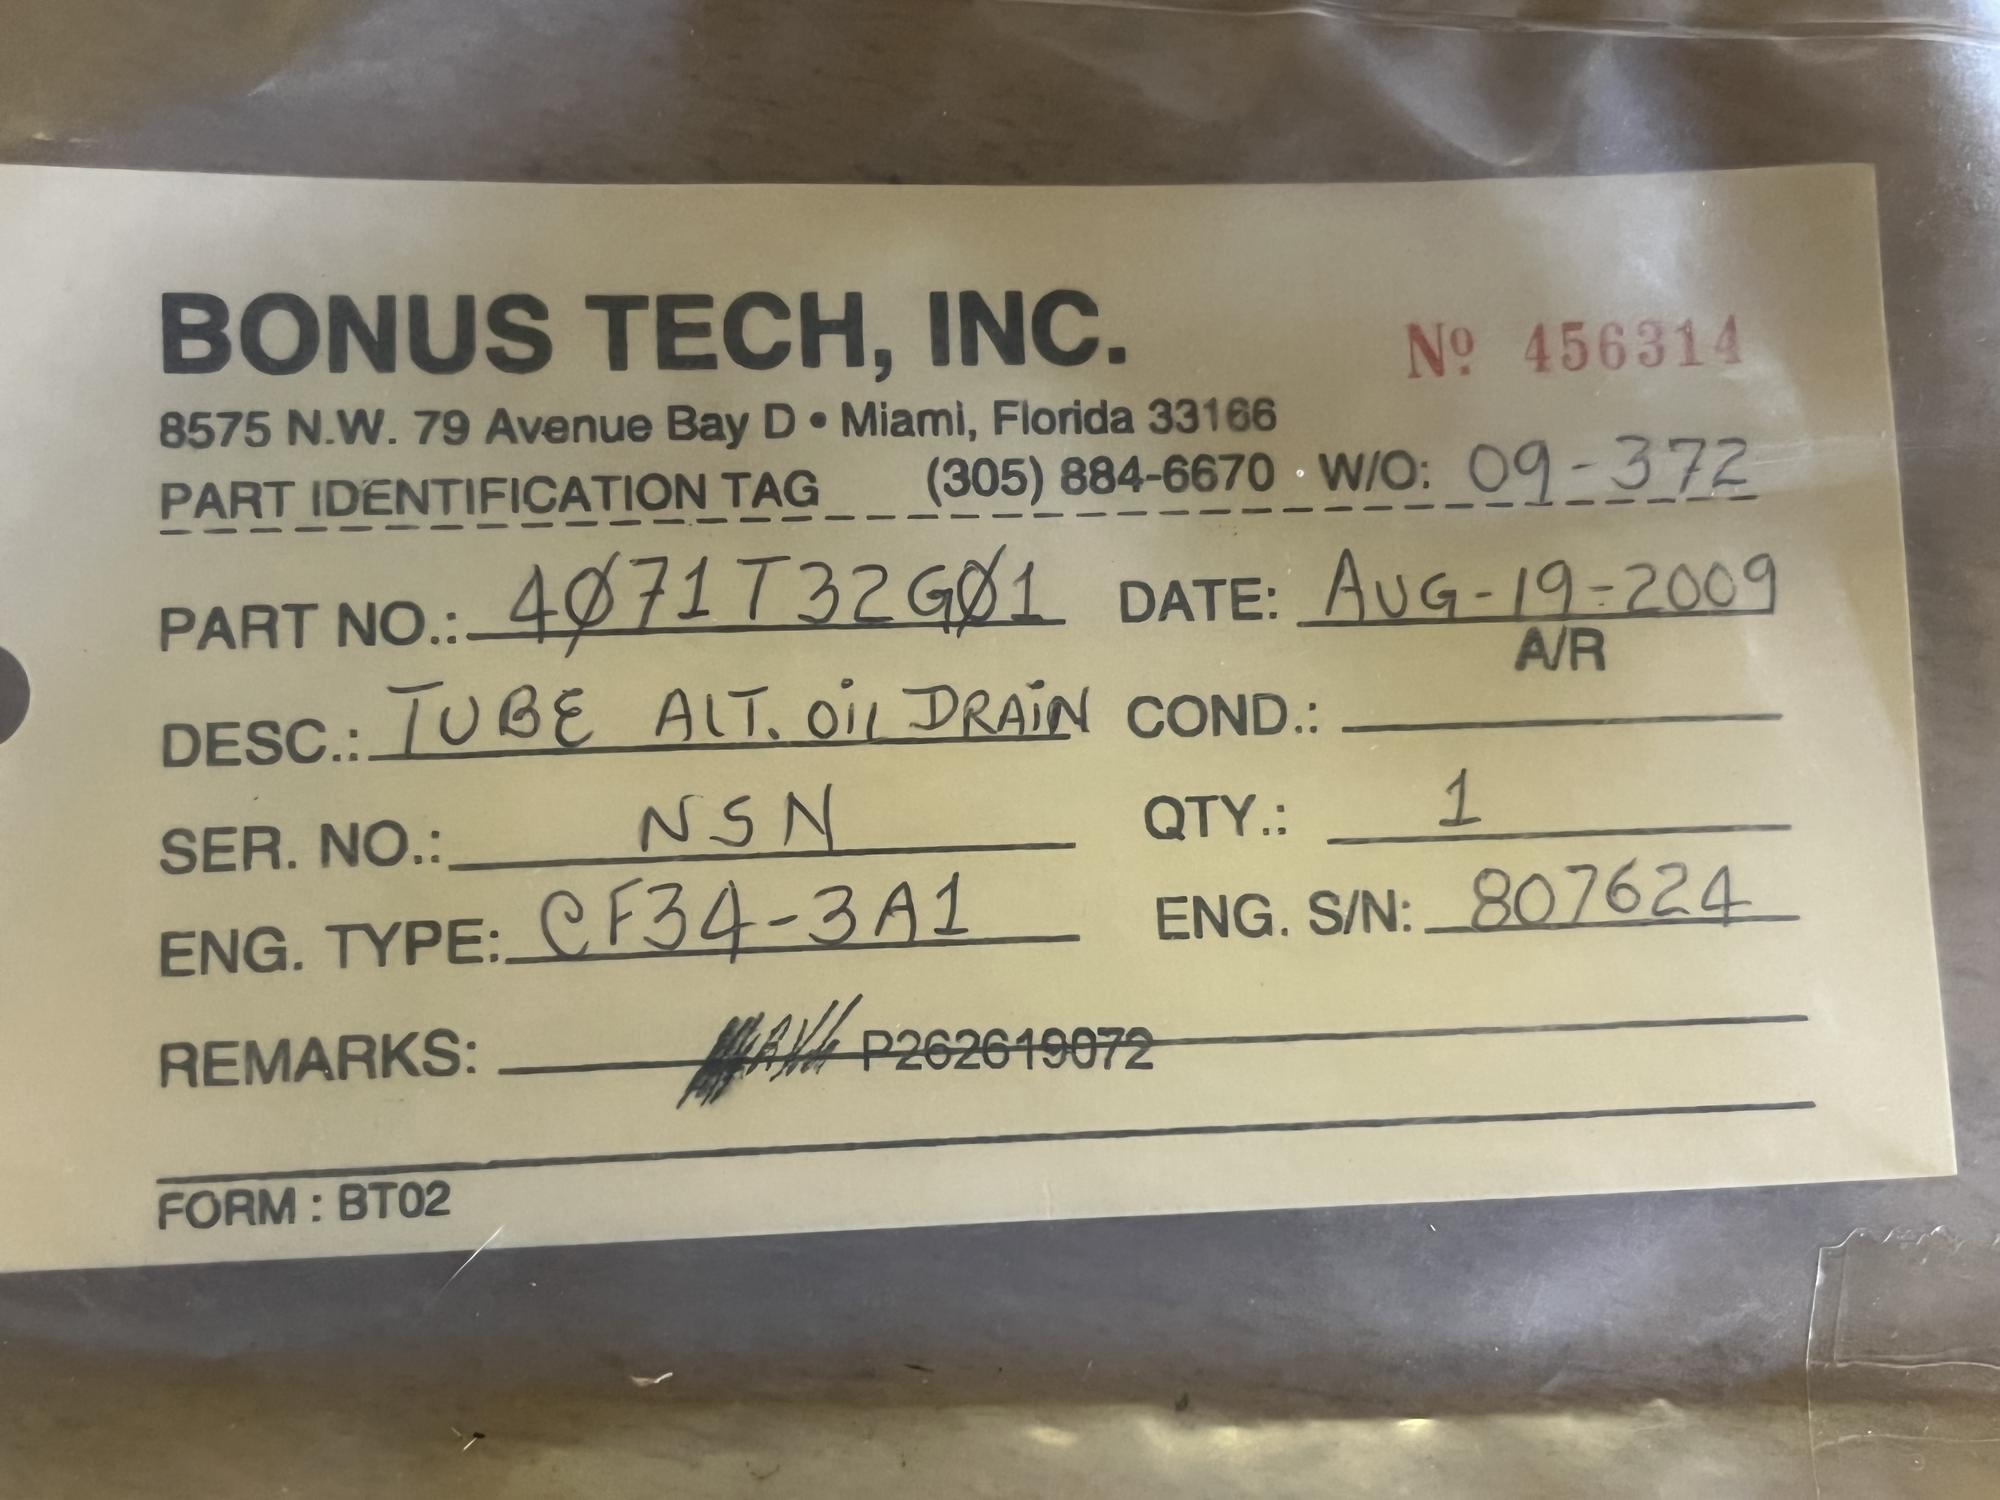 BONUS TECH, INC.
Nº 456314
8575 N.W. 79 Avenue Bay D • Miami, Florida 33166
PART IDENTIFICATION TAG (305) 884-6670 · W/O: 09-372
PART NO.: 4Ø71T32GØ1 DATE: AUG-19-2009
A/R
DESC.: TUBE ALT. OiL DRAiN COND.:
SER. NO.: NSN QTY.: 1
ENG. TYPE: CF34-3A1 ENG. S/N: 807624
REMARKS: P262619072
FORM : BT02